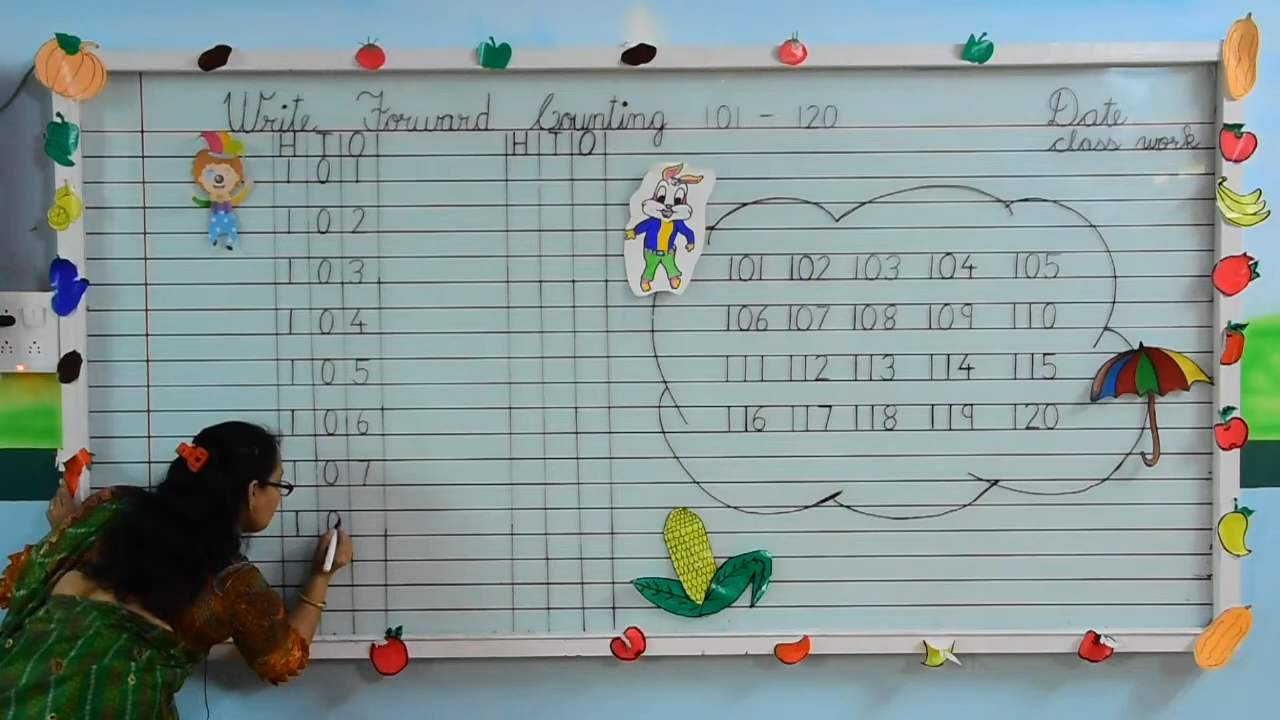 Write Forward Counting 101 - 120
Date
class work
H T O
H T O
1 0 1
1 0 2
1 0 3
1 0 4
1 0 5
1 0 6
1 0 7
1 0
101 102 103 104 105
106 107 108 109 110
111 112 113 114 115
116 117 118 119 120